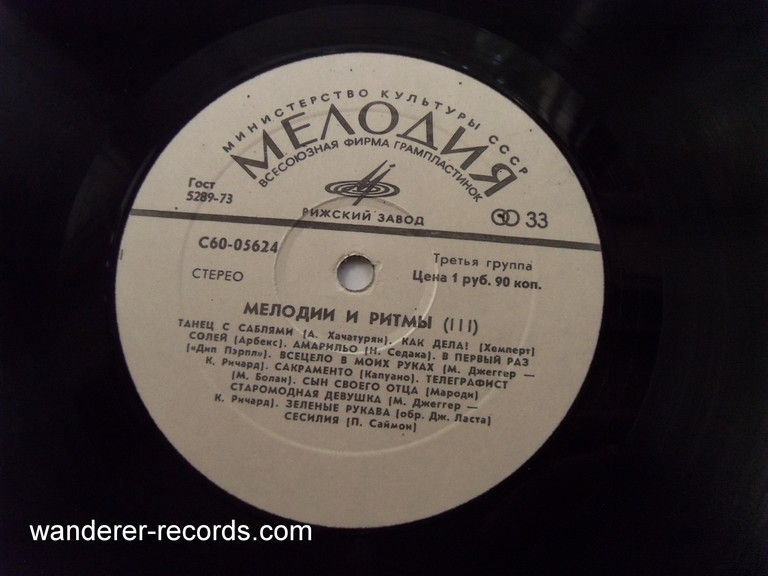 МИНИСТЕРСТВО КУЛЬТУРЫ СССР
МЕЛОДИЯ
ВСЕСОЮЗНАЯ ФИРМА ГРАМПЛАСТИНОК
Гост
5289-73
РИЖСКИЙ ЗАВОД
33
С60-05624
Третья группа
СТЕРЕО
Цена 1 руб. 90 коп.
МЕЛОДИИ И РИТМЫ (III)
ТАНЕЦ С САБЛЯМИ (А. Хачатурян). КАК ДЕЛА! (Хемперт)
СОЛЕЙ (Арбекс). АМАРИЛЬО (Н. Седака). В ПЕРВЫЙ РАЗ
(«Дип Пэрпл»). ВСЕЦЕЛО В МОИХ РУКАХ (М. Джеггер —
К. Ричард). САКРАМЕНТО (Капуано). ТЕЛЕГРАФИСТ
(М. Болан). СЫН СВОЕГО ОТЦА (Мароди)
СТАРОМОДНАЯ ДЕВУШКА (М. Джеггер —
К. Ричард). ЗЕЛЕНЫЕ РУКАВА (обр. Дж. Ласта)
СЕСИЛИЯ (П. Саймон)
wanderer-records.com